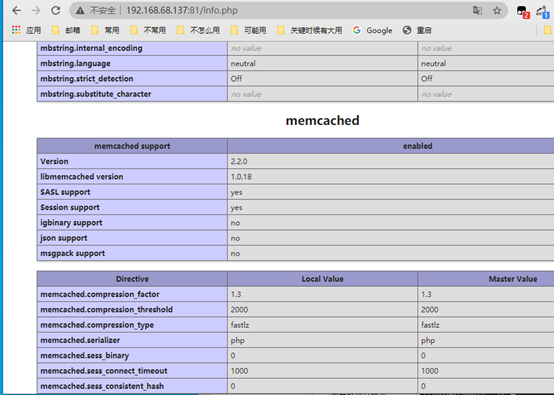 不安全 | 192.168.68.137:81/info.php
应用 邮箱 常用 不常用 不怎么用 可能用 关键时候有大用 Google 重启
mbstring.internal_encoding no value no value
mbstring.language neutral neutral
mbstring.strict_detection Off Off
mbstring.substitute_character no value no value
memcached
memcached support enabled
Version 2.2.0
libmemcached version 1.0.18
SASL support yes
Session support yes
igbinary support no
json support no
msgpack support no
Directive Local Value Master Value
memcached.compression_factor 1.3 1.3
memcached.compression_threshold 2000 2000
memcached.compression_type fastlz fastlz
memcached.serializer php php
memcached.sess_binary 0 0
memcached.sess_connect_timeout 1000 1000
memcached.sess_consistent_hash 0 0